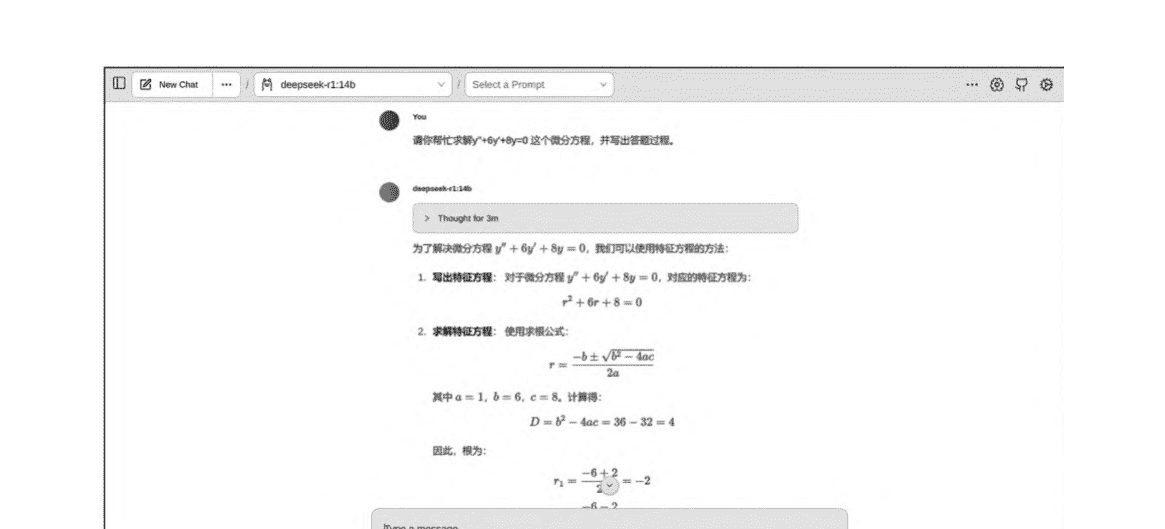 New Chat ... / deepseek-r1:14b / Select a Prompt ...
You
请你帮忙求解y''+6y'+8y=0 这个微分方程，并写出答题过程。
deepseek-r1:14b
> Thought for 3m
为了解决微分方程 y'' + 6y' + 8y = 0，我们可以使用特征方程的方法：
1. 写出特征方程： 对于微分方程 y'' + 6y' + 8y = 0，对应的特征方程为：
r² + 6r + 8 = 0
2. 求解特征方程： 使用求根公式：
r = (-b ± √(b² − 4ac)) / 2a
其中 a = 1，b = 6，c = 8。计算得：
D = b² − 4ac = 36 − 32 = 4
因此，根为：
r₁ = (−6 + 2) / 2 = −2
−6 − 2
Type a message